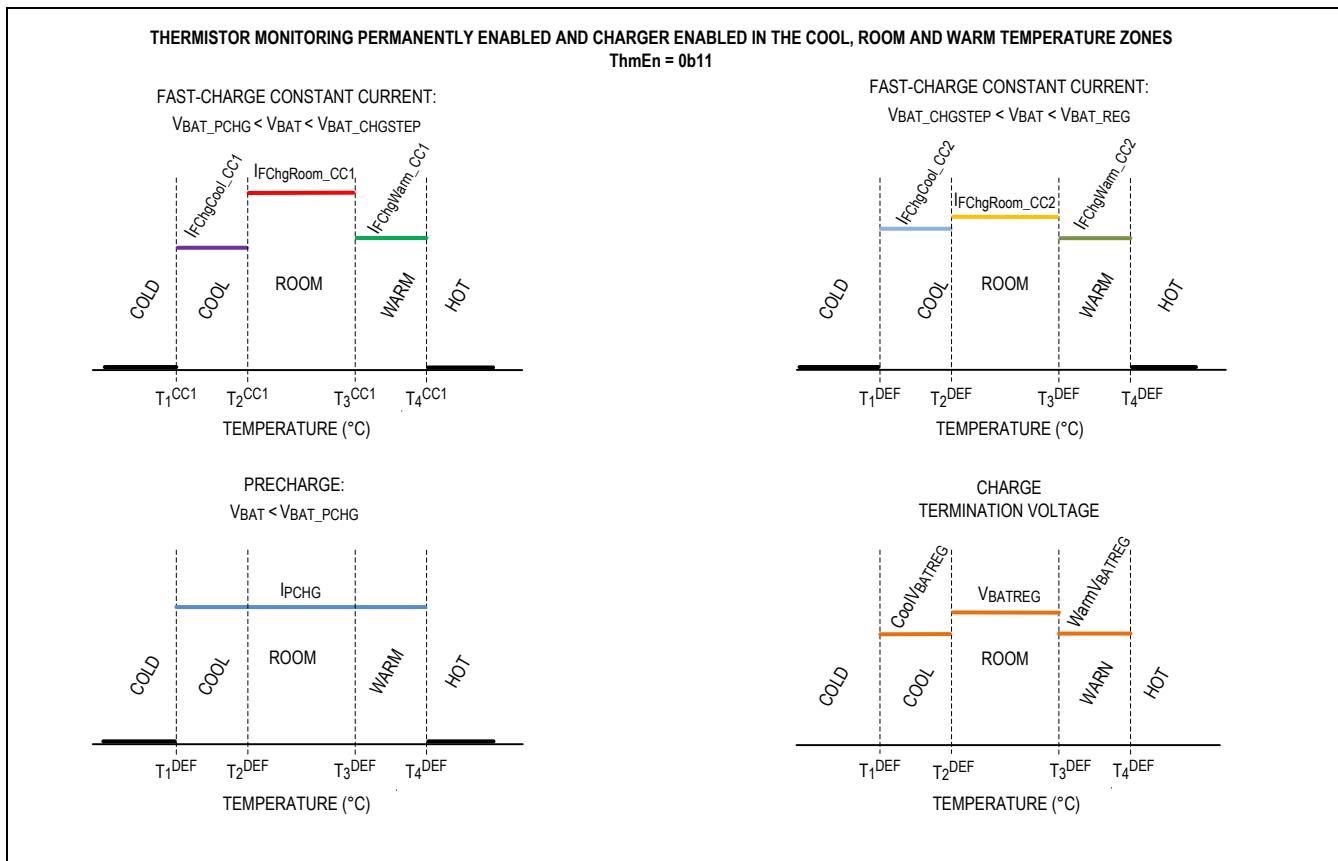 THERMISTOR MONITORING PERMANENTLY ENABLED AND CHARGER ENABLED IN THE COOL, ROOM AND WARM TEMPERATURE ZONES
ThmEn = 0b11
FAST-CHARGE CONSTANT CURRENT:
VBAT_PCHG < VBAT < VBAT_CHGSTEP
IFChgCool_CC1
IFChgRoom_CC1
IFChgWarm_CC1
COLD
COOL
ROOM
WARM
HOT
T1CC1 T2CC1 T3CC1 T4CC1
TEMPERATURE (°C)
FAST-CHARGE CONSTANT CURRENT:
VBAT_CHGSTEP < VBAT < VBAT_REG
IFChgCool_CC2
IFChgRoom_CC2
IFChgWarm_CC2
COLD
COOL
ROOM
WARM
HOT
T1DEF T2DEF T3DEF T4DEF
TEMPERATURE (°C)
PRECHARGE:
VBAT < VBAT_PCHG
IPCHG
COLD
COOL
ROOM
WARM
HOT
T1DEF T2DEF T3DEF T4DEF
TEMPERATURE (°C)
CHARGE
TERMINATION VOLTAGE
CoolVBATREG
VBATREG
WarmVBATREG
COLD
COOL
ROOM
WARN
HOT
T1DEF T2DEF T3DEF T4DEF
TEMPERATURE (°C)